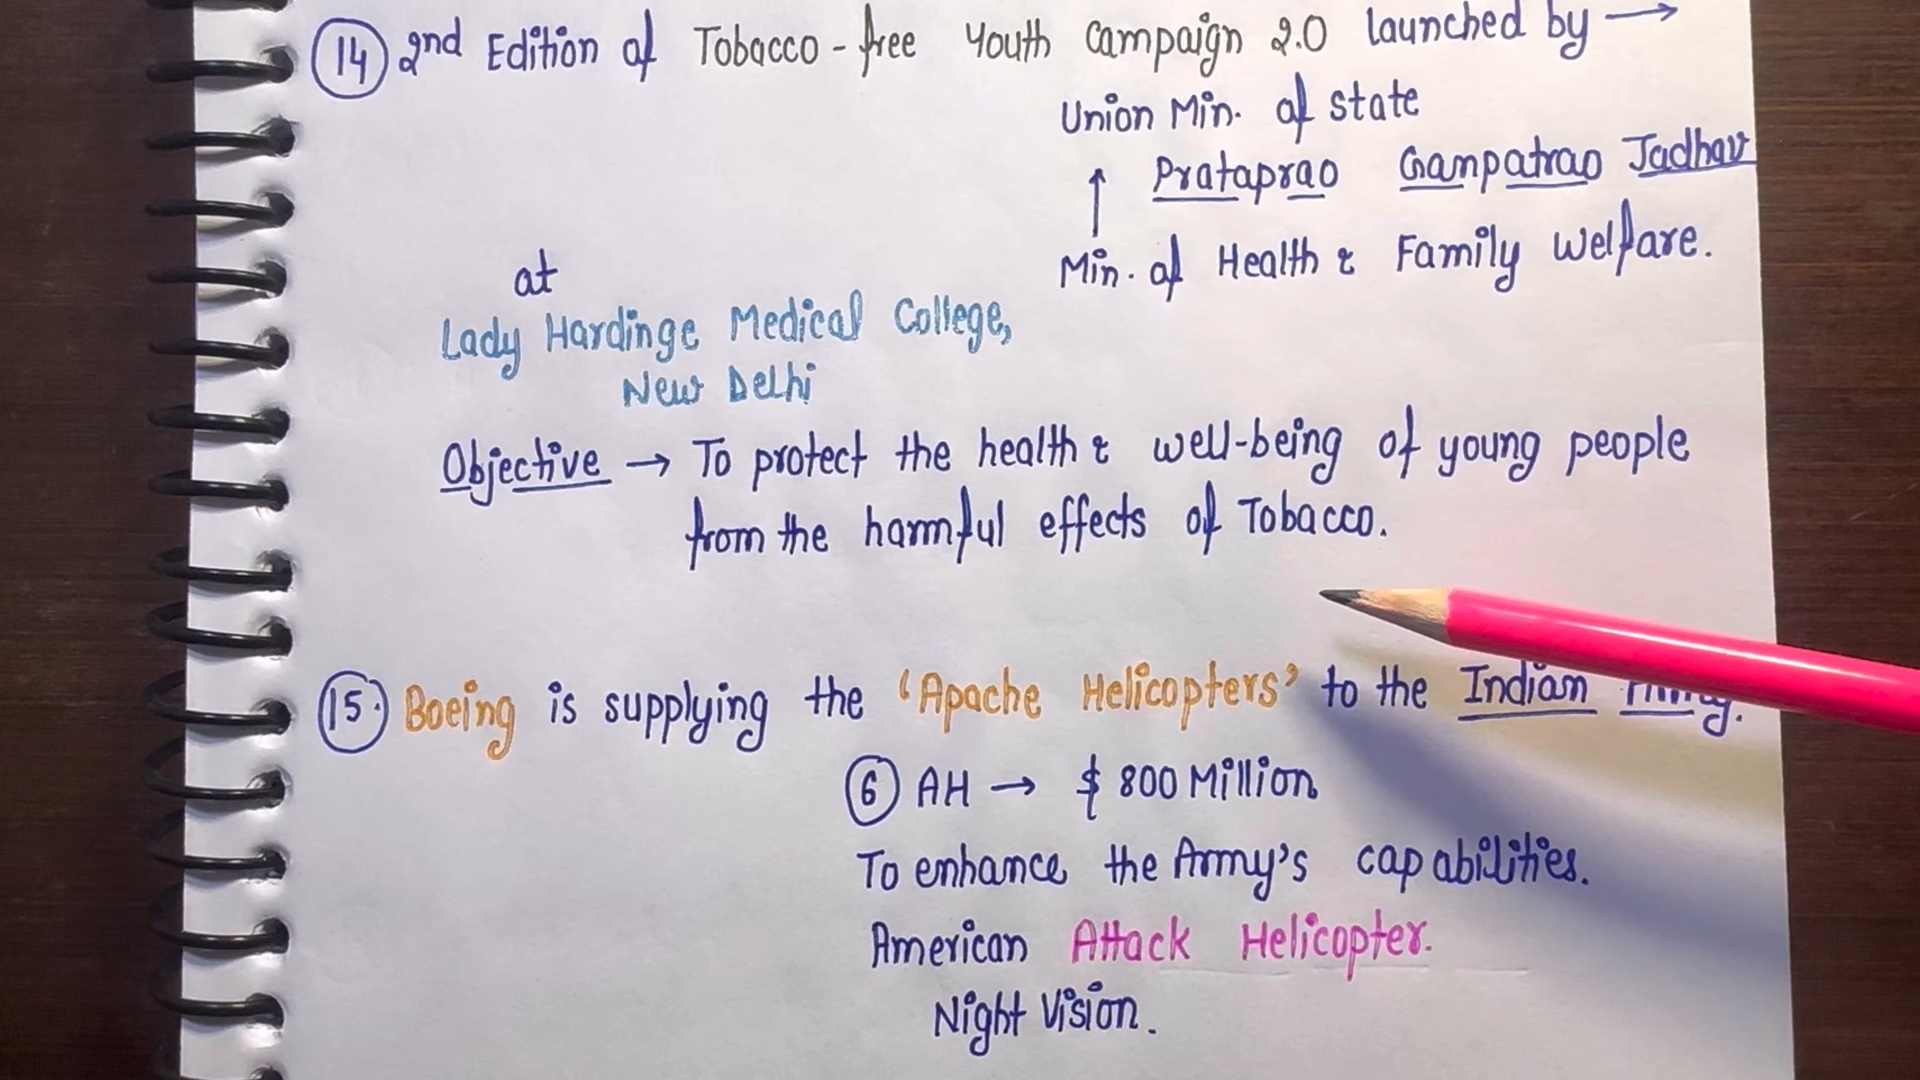 14 2nd Edition of Tobacco-free Youth Campaign 2.0 launched by →
Union Min. of State
↑ Prataprao Ganpatrao Jadhav
Min. of Health & Family Welfare.
at
Lady Hardinge Medical College,
New Delhi
Objective → To protect the health & well-being of young people
from the harmful effects of Tobacco.
15. Boeing is supplying the 'Apache Helicopters' to the Indian Army.
6 AH → $ 800 Million
To enhance the Army's capabilities.
American Attack Helicopter.
Night Vision.